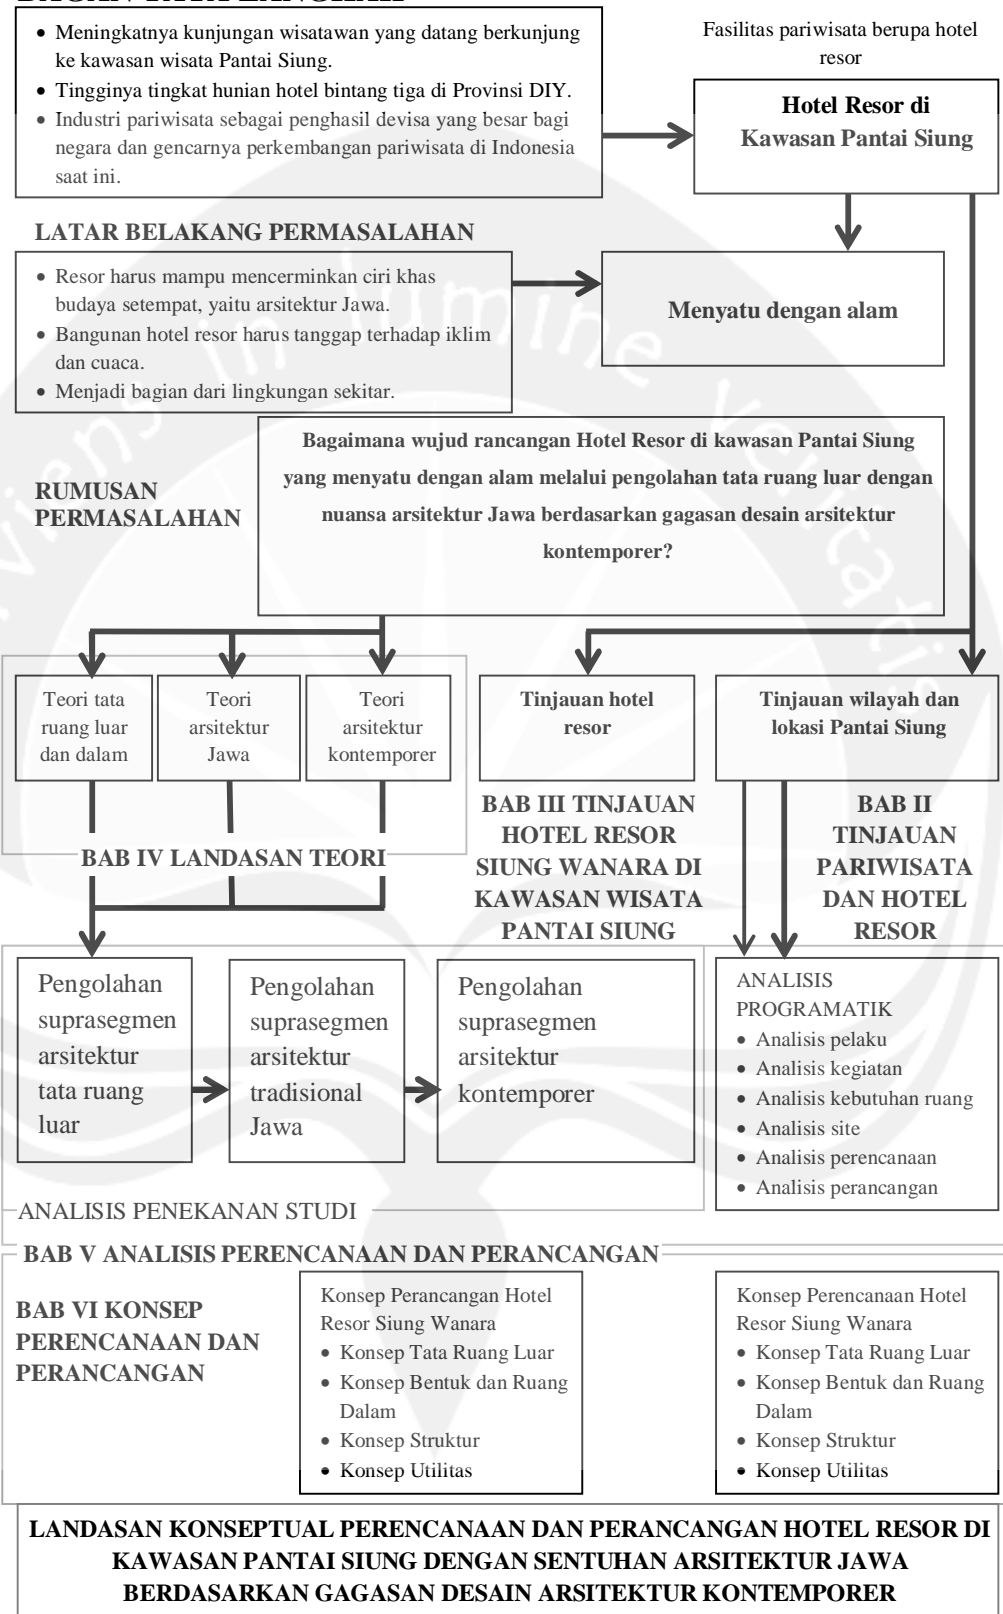 BAGAN TATA LANGKAH
• Meningkatnya kunjungan wisatawan yang datang berkunjung
ke kawasan wisata Pantai Siung.
• Tingginya tingkat hunian hotel bintang tiga di Provinsi DIY.
• Industri pariwisata sebagai penghasil devisa yang besar bagi
negara dan gencarnya perkembangan pariwisata di Indonesia
saat ini.
Fasilitas pariwisata berupa hotel
resor
Hotel Resor di
Kawasan Pantai Siung
LATAR BELAKANG PERMASALAHAN
• Resor harus mampu mencerminkan ciri khas
budaya setempat, yaitu arsitektur Jawa.
• Bangunan hotel resor harus tanggap terhadap iklim
dan cuaca.
• Menjadi bagian dari lingkungan sekitar.
Menyatu dengan alam
RUMUSAN
PERMASALAHAN
Bagaimana wujud rancangan Hotel Resor di kawasan Pantai Siung
yang menyatu dengan alam melalui pengolahan tata ruang luar dengan
nuansa arsitektur Jawa berdasarkan gagasan desain arsitektur
kontemporer?
Teori tata
ruang luar
dan dalam
Teori
arsitektur
Jawa
Teori
arsitektur
kontemporer
Tinjauan hotel
resor
Tinjauan wilayah dan
lokasi Pantai Siung
BAB IV LANDASAN TEORI
BAB III TINJAUAN
HOTEL RESOR
SIUNG WANARA DI
KAWASAN WISATA
PANTAI SIUNG
BAB II
TINJAUAN
PARIWISATA
DAN HOTEL
RESOR
Pengolahan
suprasegmen
arsitektur
tata ruang
luar
Pengolahan
suprasegmen
arsitektur
tradisional
Jawa
Pengolahan
suprasegmen
arsitektur
kontemporer
ANALISIS
PROGRAMATIK
• Analisis pelaku
• Analisis kegiatan
• Analisis kebutuhan ruang
• Analisis site
• Analisis perencanaan
• Analisis perancangan
ANALISIS PENEKANAN STUDI
BAB V ANALISIS PERENCANAAN DAN PERANCANGAN
BAB VI KONSEP
PERENCANAAN DAN
PERANCANGAN
Konsep Perancangan Hotel
Resor Siung Wanara
• Konsep Tata Ruang Luar
• Konsep Bentuk dan Ruang
Dalam
• Konsep Struktur
• Konsep Utilitas
Konsep Perencanaan Hotel
Resor Siung Wanara
• Konsep Tata Ruang Luar
• Konsep Bentuk dan Ruang
Dalam
• Konsep Struktur
• Konsep Utilitas
LANDASAN KONSEPTUAL PERENCANAAN DAN PERANCANGAN HOTEL RESOR DI
KAWASAN PANTAI SIUNG DENGAN SENTUHAN ARSITEKTUR JAWA
BERDASARKAN GAGASAN DESAIN ARSITEKTUR KONTEMPORER